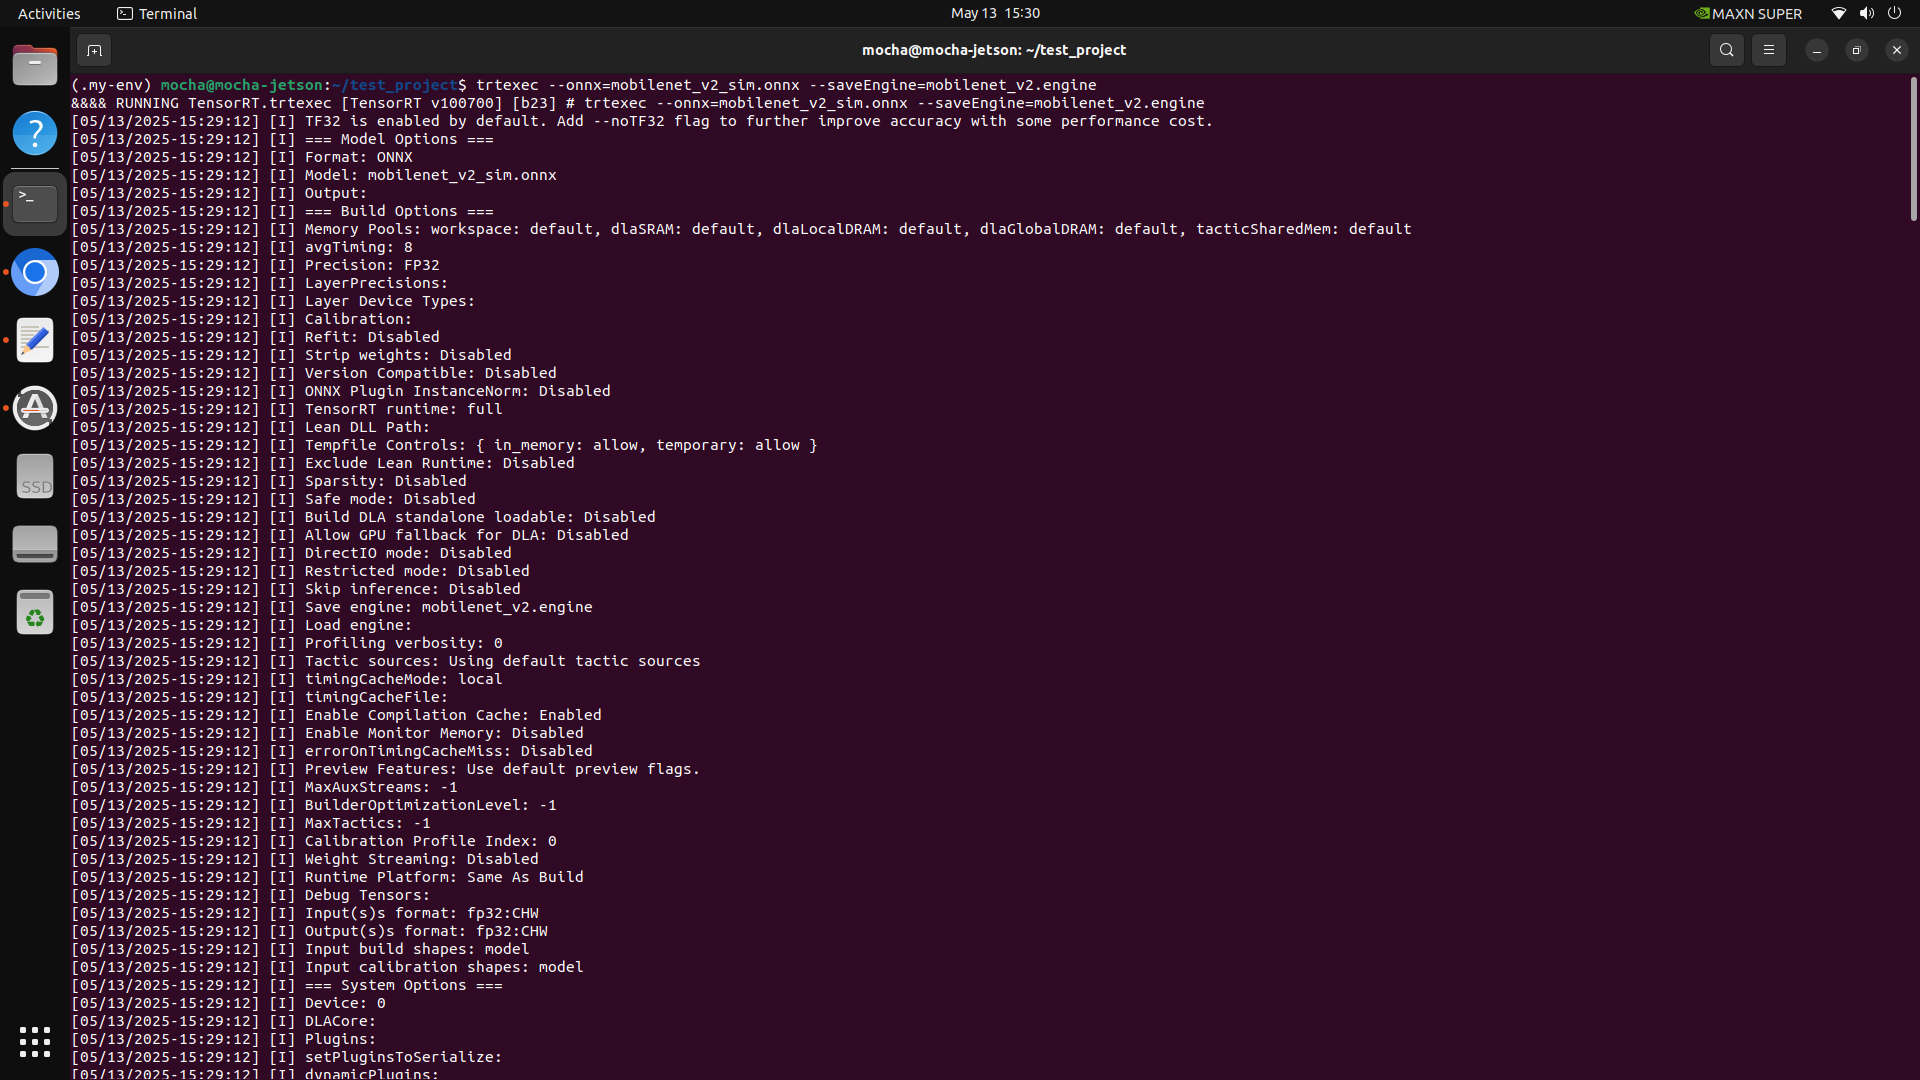 Activities
Terminal
May 13 15:30
MAXN SUPER
mocha@mocha-jetson: ~/test_project
(.my-env) mocha@mocha-jetson:~/test_project$ trtexec --onnx=mobilenet_v2_sim.onnx --saveEngine=mobilenet_v2.engine
&&&& RUNNING TensorRT.trtexec [TensorRT v100700] [b23] # trtexec --onnx=mobilenet_v2_sim.onnx --saveEngine=mobilenet_v2.engine
[05/13/2025-15:29:12] [I] TF32 is enabled by default. Add --noTF32 flag to further improve accuracy with some performance cost.
[05/13/2025-15:29:12] [I] === Model Options ===
[05/13/2025-15:29:12] [I] Format: ONNX
[05/13/2025-15:29:12] [I] Model: mobilenet_v2_sim.onnx
[05/13/2025-15:29:12] [I] Output:
[05/13/2025-15:29:12] [I] === Build Options ===
[05/13/2025-15:29:12] [I] Memory Pools: workspace: default, dlaSRAM: default, dlaLocalDRAM: default, dlaGlobalDRAM: default, tacticSharedMem: default
[05/13/2025-15:29:12] [I] avgTiming: 8
[05/13/2025-15:29:12] [I] Precision: FP32
[05/13/2025-15:29:12] [I] LayerPrecisions:
[05/13/2025-15:29:12] [I] Layer Device Types:
[05/13/2025-15:29:12] [I] Calibration:
[05/13/2025-15:29:12] [I] Refit: Disabled
[05/13/2025-15:29:12] [I] Strip weights: Disabled
[05/13/2025-15:29:12] [I] Version Compatible: Disabled
[05/13/2025-15:29:12] [I] ONNX Plugin InstanceNorm: Disabled
[05/13/2025-15:29:12] [I] TensorRT runtime: full
[05/13/2025-15:29:12] [I] Lean DLL Path:
[05/13/2025-15:29:12] [I] Tempfile Controls: { in_memory: allow, temporary: allow }
[05/13/2025-15:29:12] [I] Exclude Lean Runtime: Disabled
[05/13/2025-15:29:12] [I] Sparsity: Disabled
[05/13/2025-15:29:12] [I] Safe mode: Disabled
[05/13/2025-15:29:12] [I] Build DLA standalone loadable: Disabled
[05/13/2025-15:29:12] [I] Allow GPU fallback for DLA: Disabled
[05/13/2025-15:29:12] [I] DirectIO mode: Disabled
[05/13/2025-15:29:12] [I] Restricted mode: Disabled
[05/13/2025-15:29:12] [I] Skip inference: Disabled
[05/13/2025-15:29:12] [I] Save engine: mobilenet_v2.engine
[05/13/2025-15:29:12] [I] Load engine:
[05/13/2025-15:29:12] [I] Profiling verbosity: 0
[05/13/2025-15:29:12] [I] Tactic sources: Using default tactic sources
[05/13/2025-15:29:12] [I] timingCacheMode: local
[05/13/2025-15:29:12] [I] timingCacheFile:
[05/13/2025-15:29:12] [I] Enable Compilation Cache: Enabled
[05/13/2025-15:29:12] [I] Enable Monitor Memory: Disabled
[05/13/2025-15:29:12] [I] errorOnTimingCacheMiss: Disabled
[05/13/2025-15:29:12] [I] Preview Features: Use default preview flags.
[05/13/2025-15:29:12] [I] MaxAuxStreams: -1
[05/13/2025-15:29:12] [I] BuilderOptimizationLevel: -1
[05/13/2025-15:29:12] [I] MaxTactics: -1
[05/13/2025-15:29:12] [I] Calibration Profile Index: 0
[05/13/2025-15:29:12] [I] Weight Streaming: Disabled
[05/13/2025-15:29:12] [I] Runtime Platform: Same As Build
[05/13/2025-15:29:12] [I] Debug Tensors:
[05/13/2025-15:29:12] [I] Input(s)s format: fp32:CHW
[05/13/2025-15:29:12] [I] Output(s)s format: fp32:CHW
[05/13/2025-15:29:12] [I] Input build shapes: model
[05/13/2025-15:29:12] [I] Input calibration shapes: model
[05/13/2025-15:29:12] [I] === System Options ===
[05/13/2025-15:29:12] [I] Device: 0
[05/13/2025-15:29:12] [I] DLACore:
[05/13/2025-15:29:12] [I] Plugins:
[05/13/2025-15:29:12] [I] setPluginsToSerialize:
[05/13/2025-15:29:12] [I] dynamicPlugins:
SSD